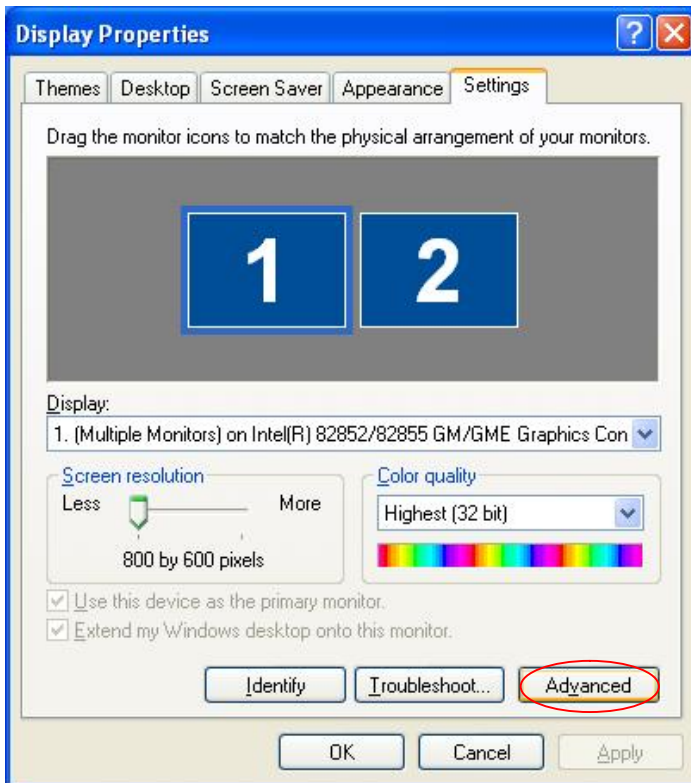 Display Properties
Themes Desktop Screen Saver Appearance Settings
Drag the monitor icons to match the physical arrangement of your monitors.
1 2
Display:
1. (Multiple Monitors) on Intel(R) 82852/82855 GM/GME Graphics Con
Screen resolution
Less More
800 by 600 pixels
Color quality
Highest (32 bit)
Use this device as the primary monitor.
Extend my Windows desktop onto this monitor.
Identify Troubleshoot... Advanced
OK Cancel Apply